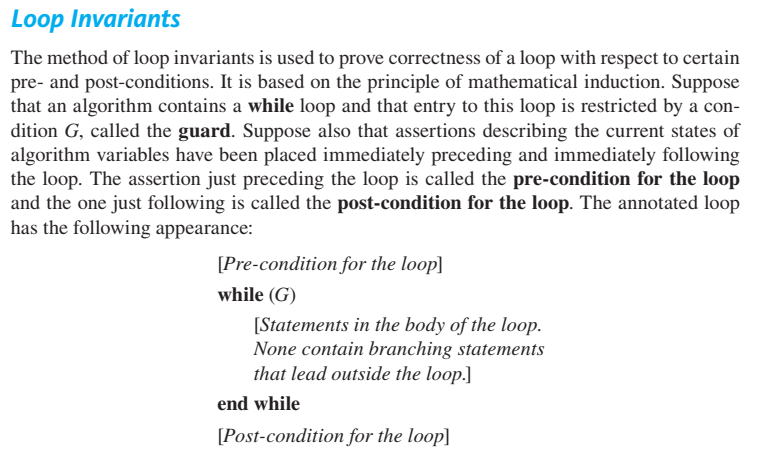 Loop Invariants
The method of loop invariants is used to prove correctness of a loop with respect to certain
pre- and post-conditions. It is based on the principle of mathematical induction. Suppose
that an algorithm contains a while loop and that entry to this loop is restricted by a con-
dition G, called the guard. Suppose also that assertions describing the current states of
algorithm variables have been placed immediately preceding and immediately following
the loop. The assertion just preceding the loop is called the pre-condition for the loop
and the one just following is called the post-condition for the loop. The annotated loop
has the following appearance:
[Pre-condition for the loop]
while (G)
[Statements in the body of the loop.
None contain branching statements
that lead outside the loop.]
end while
[Post-condition for the loop]